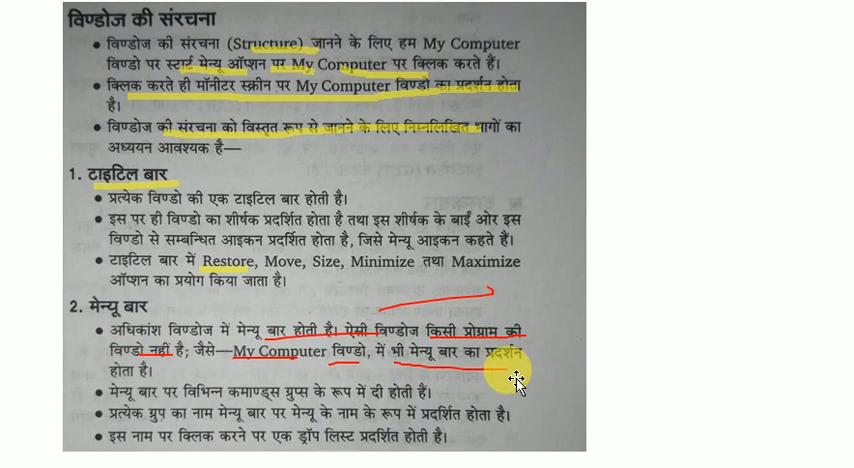 विण्डोज की संरचना
• विण्डोज की संरचना (Structure) जानने के लिए हम My Computer
विण्डो पर स्टार्ट मेन्यू ऑप्शन पर My Computer पर क्लिक करते हैं।
• क्लिक करते ही मॉनीटर स्क्रीन पर My Computer विण्डो का प्रदर्शन होता
है।
• विण्डोज की संरचना को विस्तृत रूप से जानने के लिए निम्नलिखित भागों का
अध्ययन आवश्यक है—
1. टाइटिल बार
• प्रत्येक विण्डो की एक टाइटिल बार होती है।
• इस पर ही विण्डो का शीर्षक प्रदर्शित होता है तथा इस शीर्षक के बाईं ओर इस
विण्डो से सम्बन्धित आइकन प्रदर्शित होता है, जिसे मेन्यू आइकन कहते हैं।
• टाइटिल बार में Restore, Move, Size, Minimize तथा Maximize
ऑप्शन का प्रयोग किया जाता है।
2. मेन्यू बार
• अधिकांश विण्डोज में मेन्यू बार होती है। ऐसी विण्डोज किसी प्रोग्राम की
विण्डो नहीं है; जैसे—My Computer विण्डो, में भी मेन्यू बार का प्रदर्शन
होता है।
• मेन्यू बार पर विभिन्न कमाण्ड्स ग्रुप्स के रूप में दी होती हैं।
• प्रत्येक ग्रुप का नाम मेन्यू बार पर मेन्यू के नाम के रूप में प्रदर्शित होता है।
• इस नाम पर क्लिक करने पर एक ड्रॉप लिस्ट प्रदर्शित होती है।